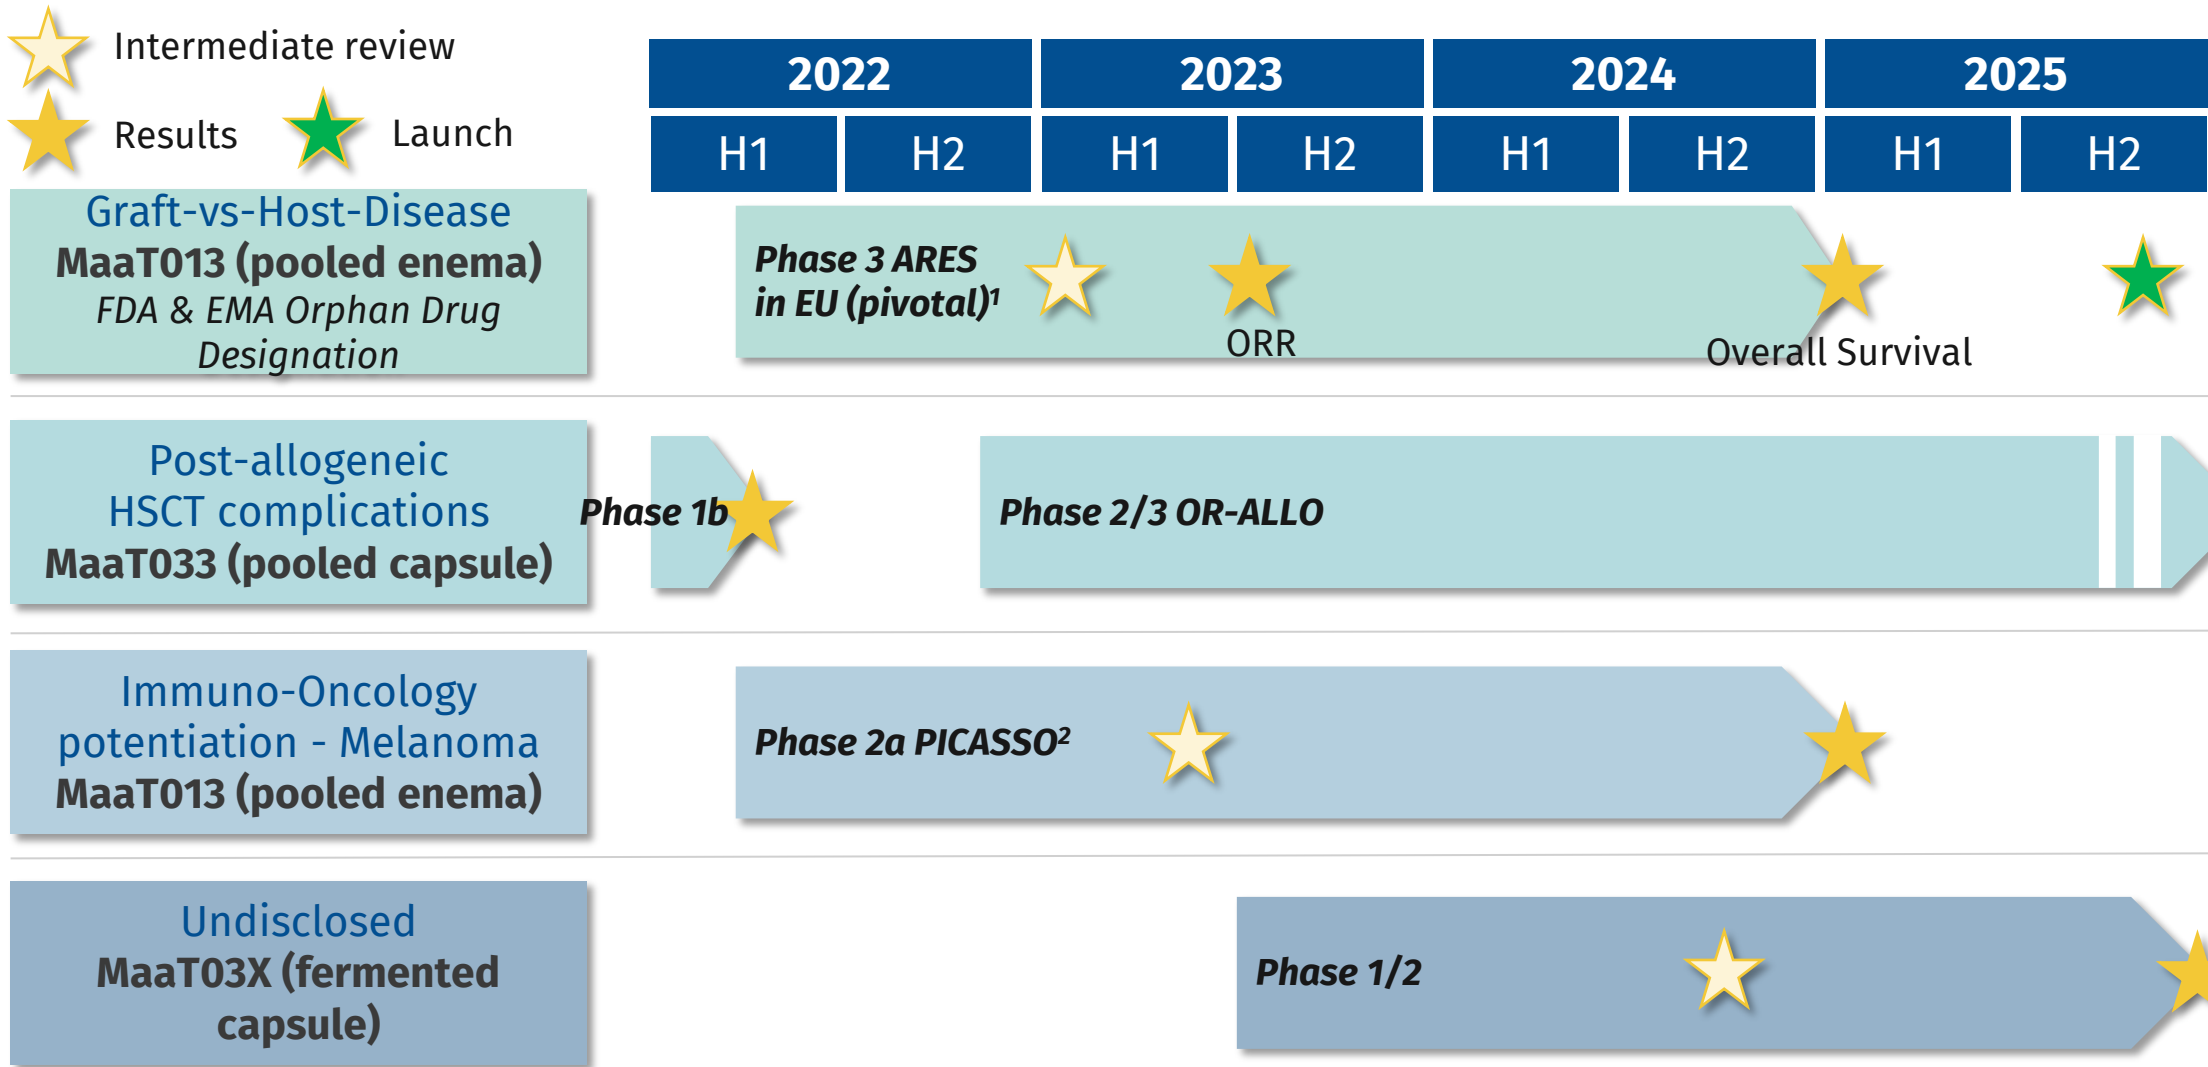 Intermediate review
Results
Launch
2022
2023
2024
2025
H1
H2
H1
H2
H1
H2
H1
H2
Graft-vs-Host-Disease
MaaT013 (pooled enema)
FDA & EMA Orphan Drug
Designation
Phase 3 ARES
in EU (pivotal)¹
ORR
Overall Survival
Post-allogeneic
HSCT complications
MaaT033 (pooled capsule)
Phase 1b
Phase 2/3 OR-ALLO
Immuno-Oncology
potentiation - Melanoma
MaaT013 (pooled enema)
Phase 2a PICASSO²
Undisclosed
MaaT03X (fermented
capsule)
Phase 1/2